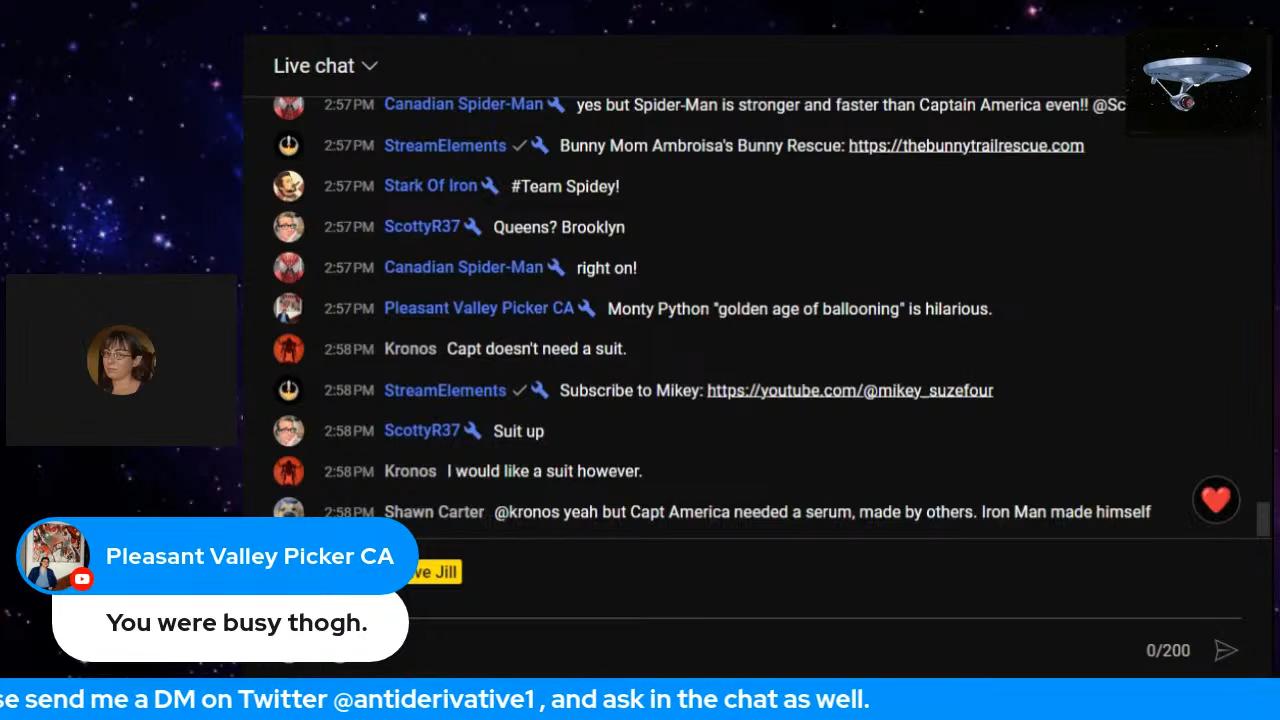 Live chat
2:57PM Canadian Spider-Man yes but Spider-Man is stronger and faster than Captain America even!! @Sc
2:57PM StreamElements Bunny Mom Ambroisa's Bunny Rescue: https://thebunnytrailrescue.com
2:57PM Stark Of Iron #Team Spidey!
2:57PM ScottyR37 Queens? Brooklyn
2:57PM Canadian Spider-Man right on!
2:57PM Pleasant Valley Picker CA Monty Python "golden age of ballooning" is hilarious.
2:58PM Kronos Capt doesn't need a suit.
2:58PM StreamElements Subscribe to Mikey: https://youtube.com/@mikey_suzefour
2:58PM ScottyR37 Suit up
2:58PM Kronos I would like a suit however.
2:58PM Shawn Carter @kronos yeah but Capt America needed a serum, made by others. Iron Man made himself
Pleasant Valley Picker CA
ve Jill
You were busy thogh.
0/200
se send me a DM on Twitter @antiderivative1 , and ask in the chat as well.